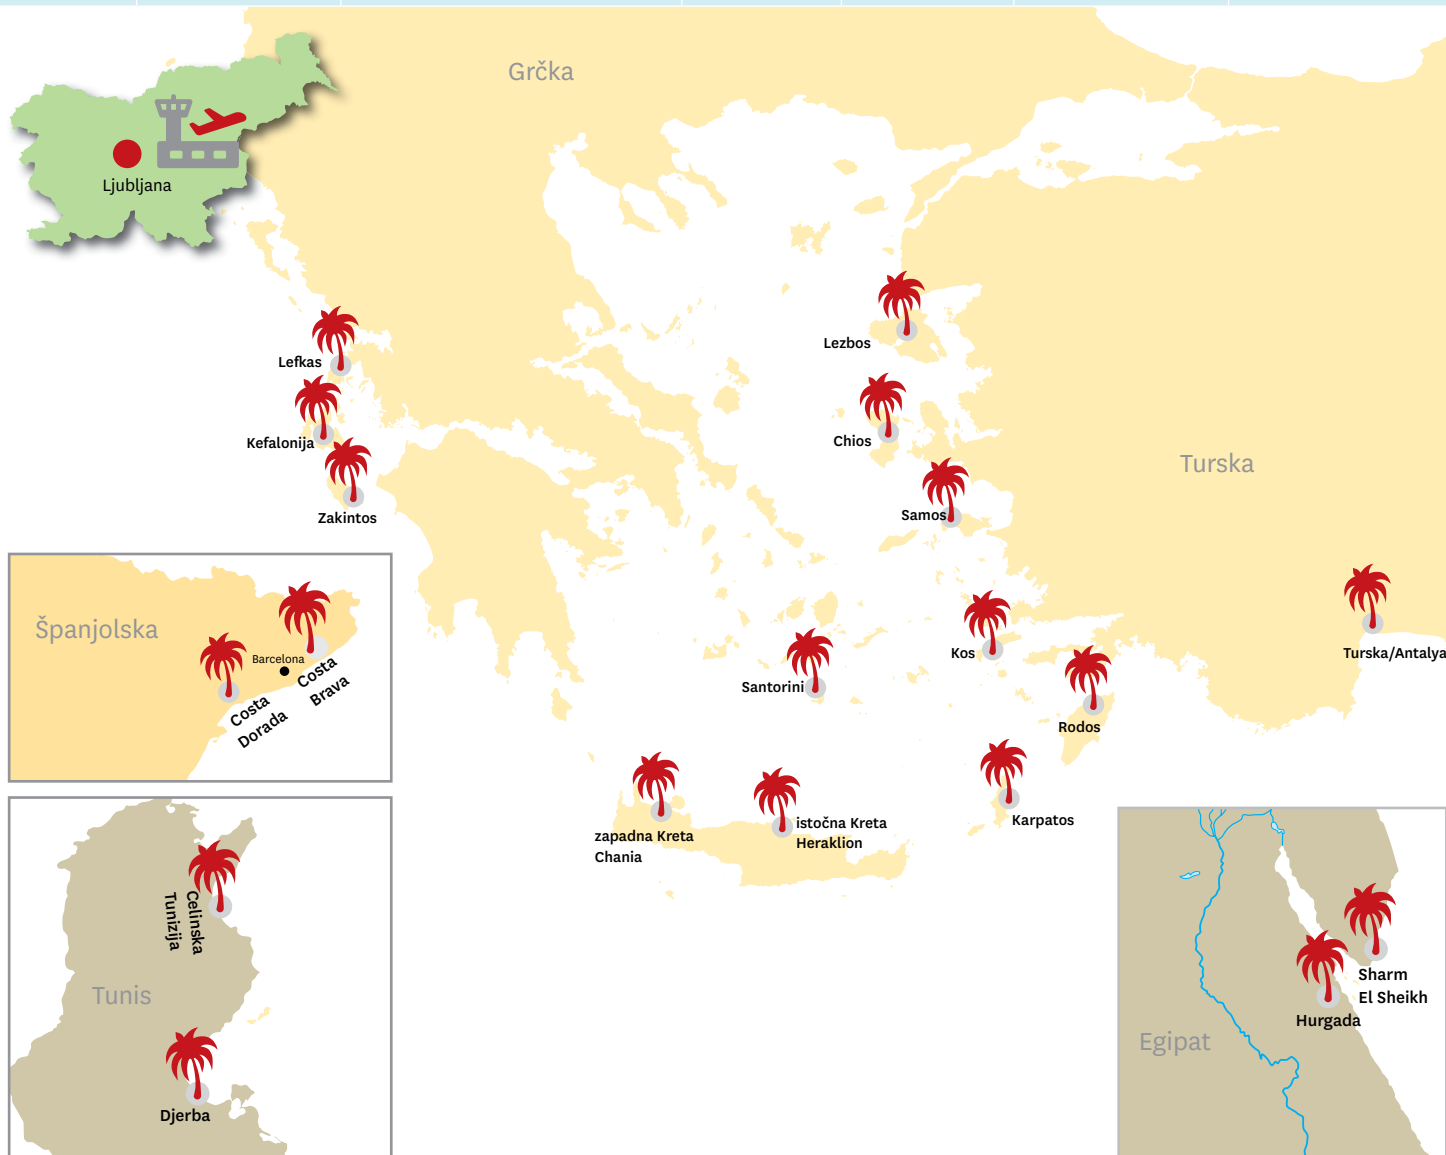 Grčka
Ljubljana
Lezbos
Lefkas
Chios
Kefalonija
Turska
Samos
Zakintos
Španjolska
Barcelona
Costa
Brava
Costa
Dorada
Kos
Turska/Antalya
Santorini
Rodos
Karpatos
istočna Kreta
Heraklion
zapadna Kreta
Chania
Celinska
Tunizija
Tunis
Djerba
Sharm
El Sheikh
Hurgada
Egipat